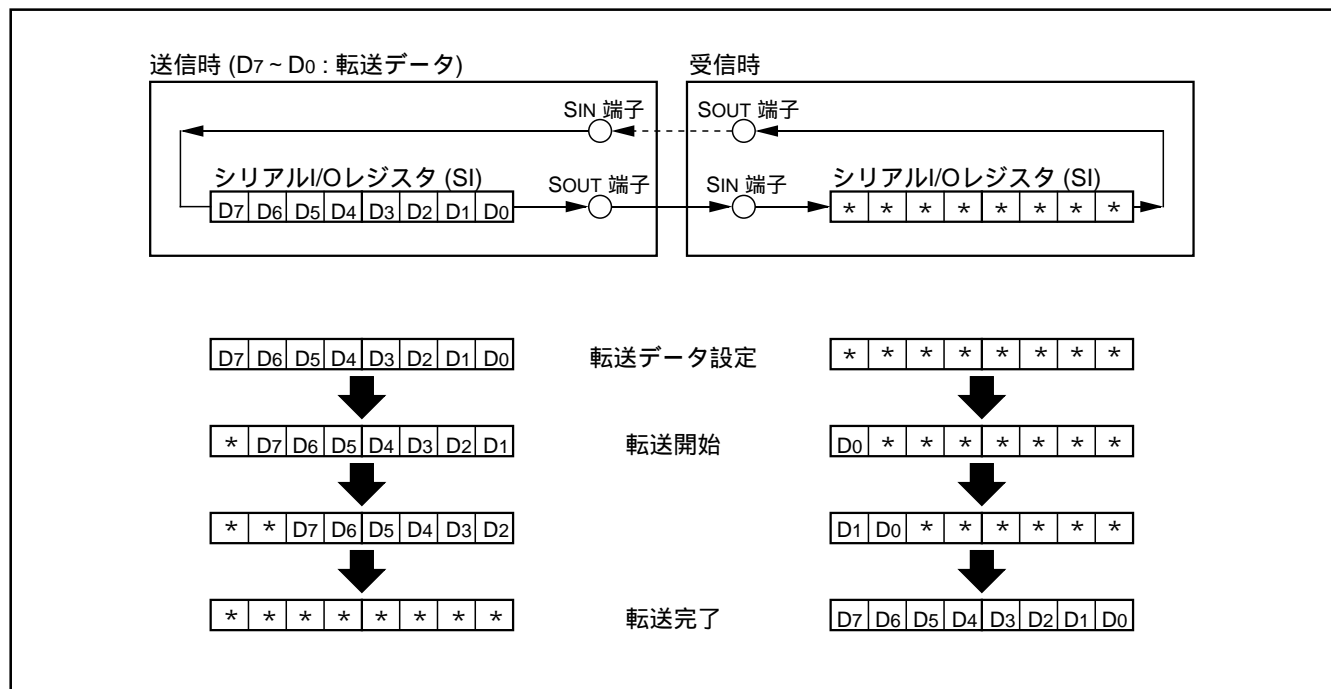 送信時 (D7 ~ D0 : 転送データ) 受信時
SIN 端子 SOUT 端子
シリアルI/Oレジスタ (SI) SOUT 端子 SIN 端子 シリアルI/Oレジスタ (SI)
D7 D6 D5 D4 D3 D2 D1 D0 * * * * * * * *
D7 D6 D5 D4 D3 D2 D1 D0 転送データ設定 * * * * * * * *
* D7 D6 D5 D4 D3 D2 D1 転送開始 D0 * * * * * * *
* * D7 D6 D5 D4 D3 D2 D1 D0 * * * * * *
* * * * * * * * 転送完了 D7 D6 D5 D4 D3 D2 D1 D0